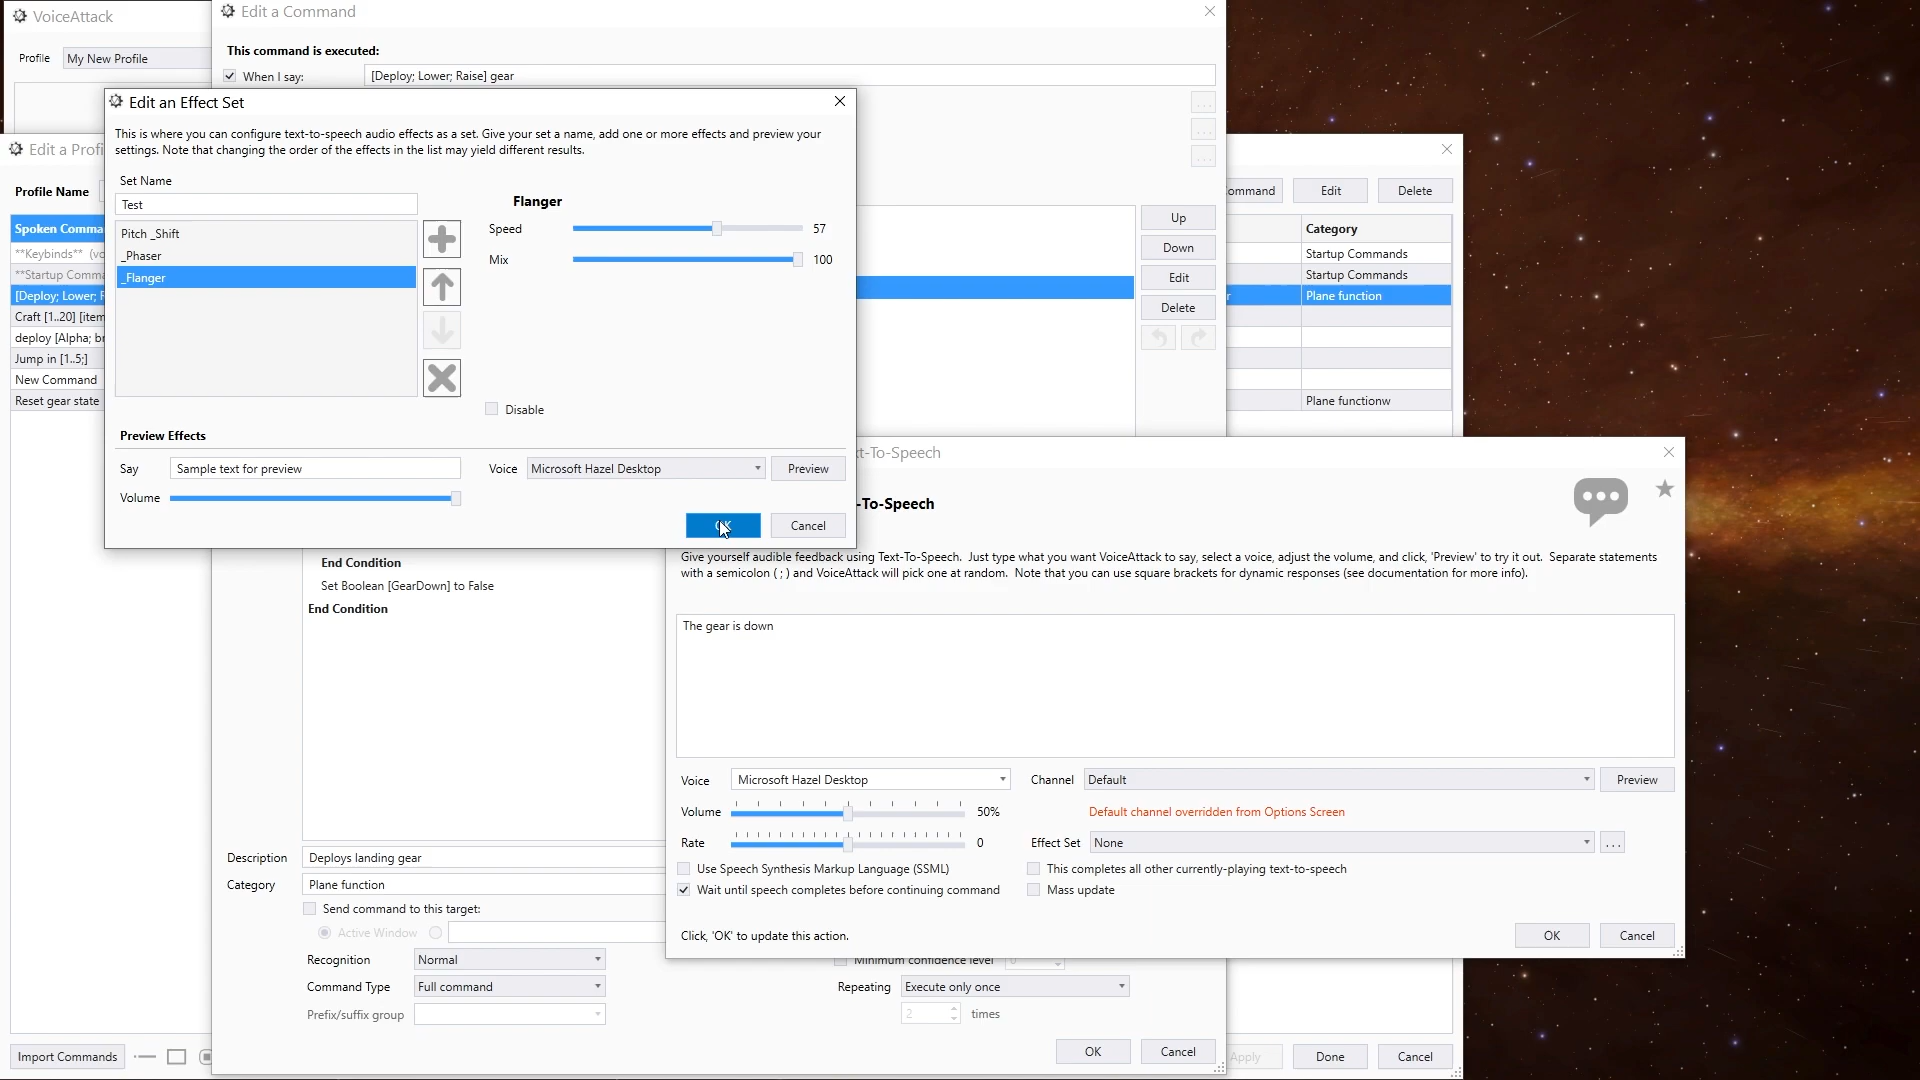 VoiceAttack
Profile
My New Profile
Edit a Command
This command is executed:
When I say:
[Deploy; Lower; Raise] gear
...
...
...
Edit an Effect Set
This is where you can configure text-to-speech audio effects as a set. Give your set a name, add one or more effects and preview your
settings. Note that changing the order of the effects in the list may yield different results.
Set Name
Test
Pitch _Shift
_Phaser
_Flanger
Flanger
Speed
57
Mix
100
Disable
Preview Effects
Say
Sample text for preview
Voice
Microsoft Hazel Desktop
Preview
Volume
OK
Cancel
Edit a Profi
Profile Name
Spoken Comma
**Keybinds** (vo
**Startup Comma
[Deploy; Lower; R
Craft [1..20] [item
deploy [Alpha; br
Jump in [1..5;]
New Command
Reset gear state
Up
Down
Edit
Delete
ommand
Edit
Delete
Category
Startup Commands
Startup Commands
r
Plane function
Plane functionw
xt-To-Speech
-To-Speech
Give yourself audible feedback using Text-To-Speech. Just type what you want VoiceAttack to say, select a voice, adjust the volume, and click, 'Preview' to try it out. Separate statements
with a semicolon ( ; ) and VoiceAttack will pick one at random. Note that you can use square brackets for dynamic responses (see documentation for more info).
The gear is down
Voice
Microsoft Hazel Desktop
Channel
Default
Preview
Volume
50%
Default channel overridden from Options Screen
Rate
0
Effect Set
None
...
Use Speech Synthesis Markup Language (SSML)
This completes all other currently-playing text-to-speech
Wait until speech completes before continuing command
Mass update
Click, 'OK' to update this action.
OK
Cancel
End Condition
Set Boolean [GearDown] to False
End Condition
Description
Deploys landing gear
Category
Plane function
Send command to this target:
Active Window
Recognition
Normal
Minimum confidence level
0
Command Type
Full command
Repeating
Execute only once
Prefix/suffix group
2
times
OK
Cancel
Import Commands
Apply
Done
Cancel